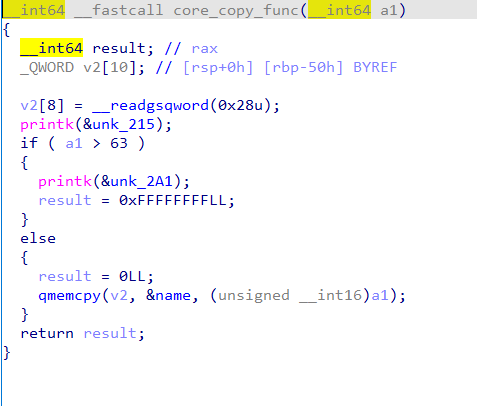 __int64 __fastcall core_copy_func(__int64 a1)
{
  __int64 result; // rax
  _QWORD v2[10]; // [rsp+0h] [rbp-50h] BYREF

  v2[8] = __readgsqword(0x28u);
  printk(&unk_215);
  if ( a1 > 63 )
  {
    printk(&unk_2A1);
    result = 0xFFFFFFFFLL;
  }
  else
  {
    result = 0LL;
    qmemcpy(v2, &name, (unsigned __int16)a1);
  }
  return result;
}